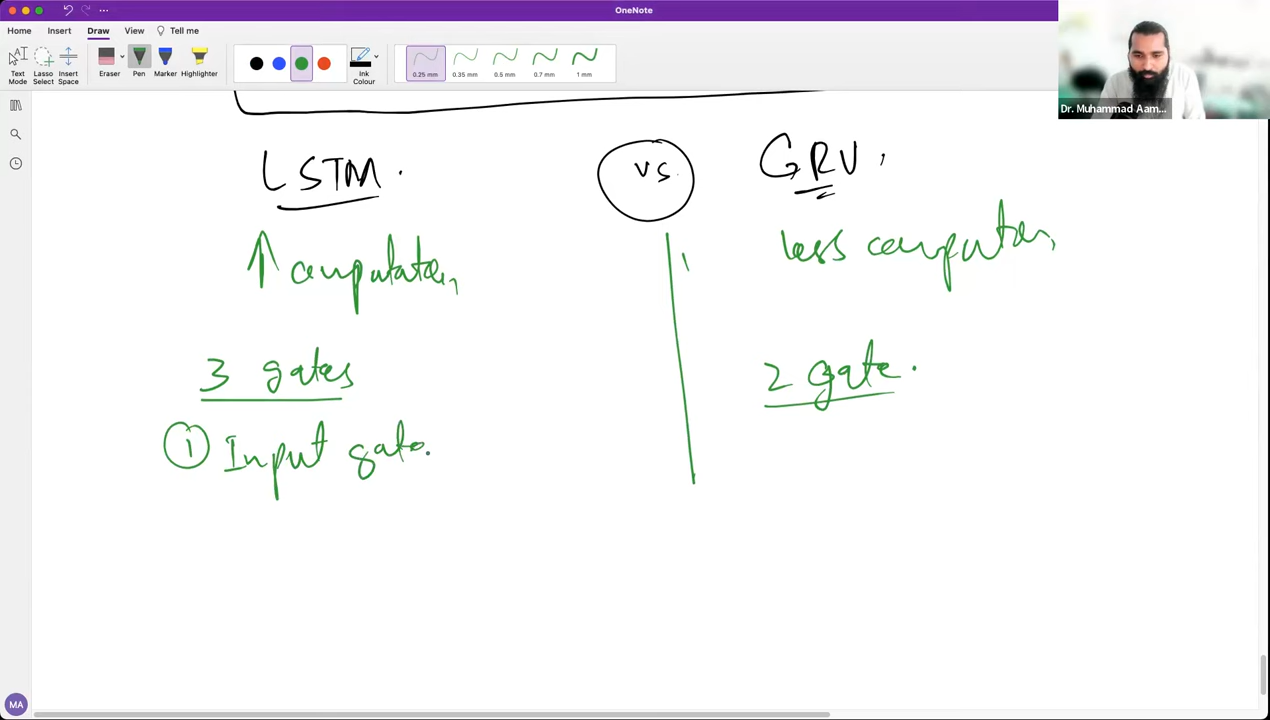 OneNote
Home Insert Draw View Tell me
Text Mode Lasso Select Insert Space Eraser Pen Marker Highlighter Ink Colour 0.25 mm 0.35 mm 0.5 mm 0.7 mm 1 mm
Dr. Muhammad Aam...
LSTM. vs GRU.
↑ computation, less computation,
3 gates 2 gate.
① Input gate.
MA